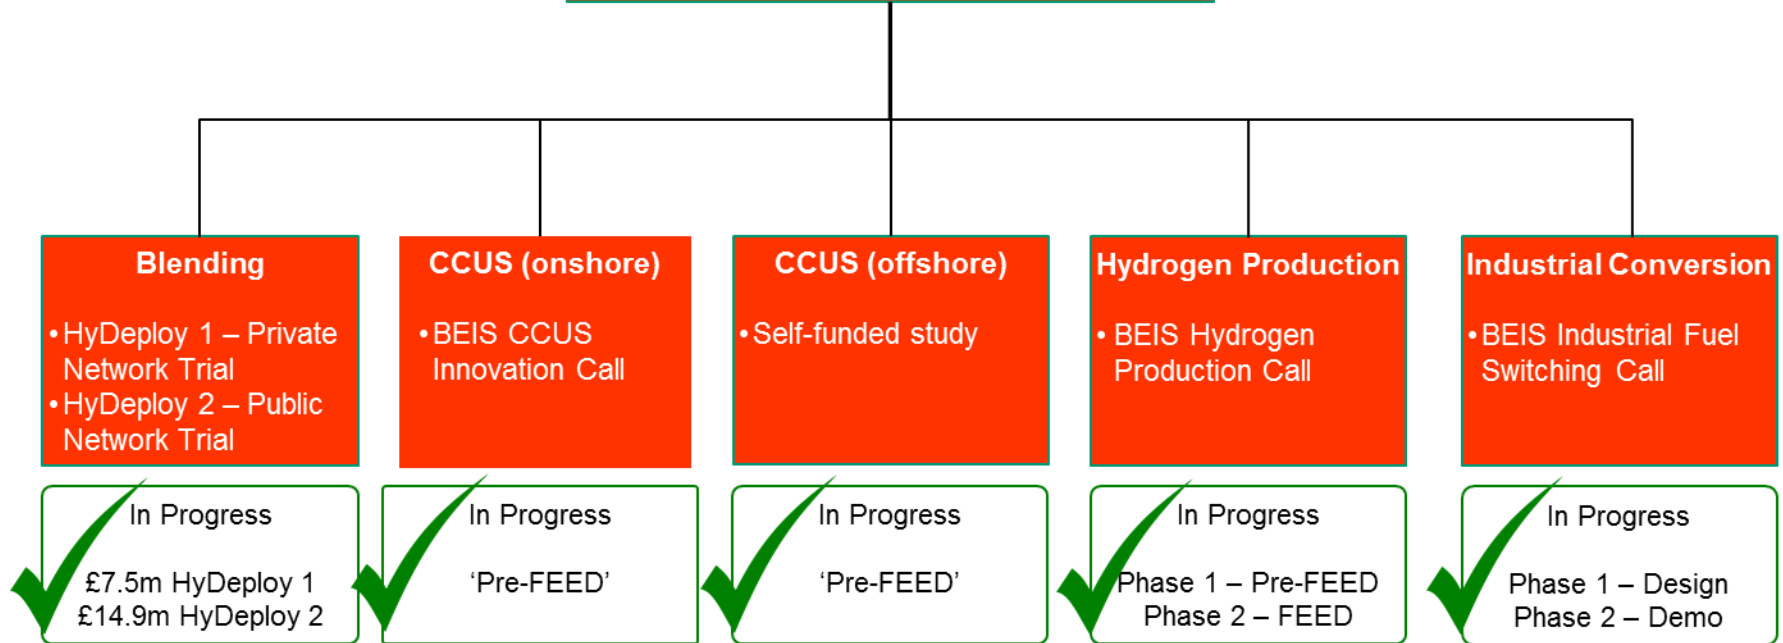 Blending
• HyDeploy 1 – Private
Network Trial
• HyDeploy 2 – Public
Network Trial
CCUS (onshore)
• BEIS CCUS
Innovation Call
CCUS (offshore)
• Self-funded study
Hydrogen Production
• BEIS Hydrogen
Production Call
Industrial Conversion
• BEIS Industrial Fuel
Switching Call
In Progress
£7.5m HyDeploy 1
£14.9m HyDeploy 2
In Progress
‘Pre-FEED’
In Progress
‘Pre-FEED’
In Progress
Phase 1 – Pre-FEED
Phase 2 – FEED
In Progress
Phase 1 – Design
Phase 2 – Demo